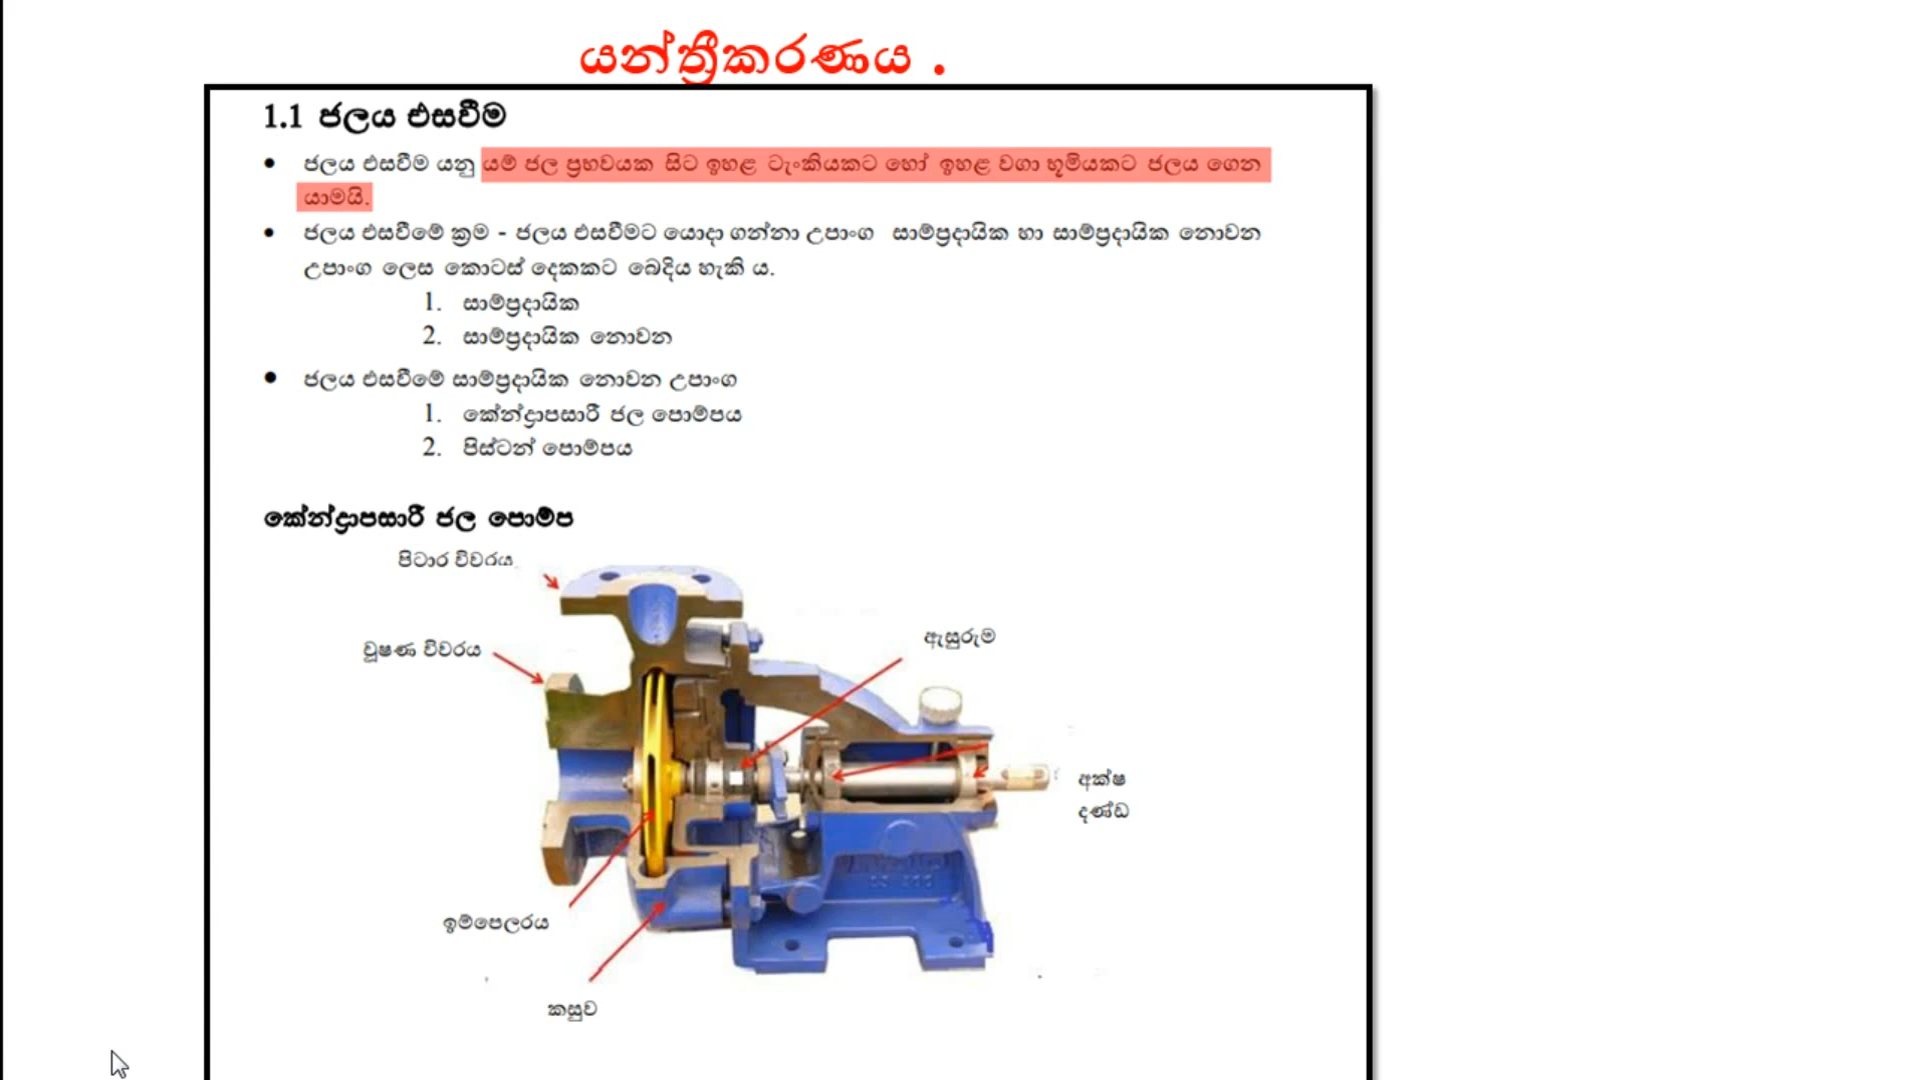 යන්ත්‍රීකරණය .
1.1 ජලය එසවීම
• ජලය එසවීම යනු යම් ජල ප්‍රභවයක සිට ඉහළ ටැංකියකට හෝ ඉහළ වගා භූමියකට ජලය ගෙන
යාමයි.
• ජලය එසවීමේ ක්‍රම - ජලය එසවීමට යොදා ගන්නා උපාංග සාම්ප්‍රදායික හා සාම්ප්‍රදායික නොවන
උපාංග ලෙස කොටස් දෙකකට බෙදිය හැකි ය.
1. සාම්ප්‍රදායික
2. සාම්ප්‍රදායික නොවන
• ජලය එසවීමේ සාම්ප්‍රදායික නොවන උපාංග
1. කේන්ද්‍රාපසාරී ජල පොම්පය
2. පිස්ටන් පොම්පය
කේන්ද්‍රාපසාරී ජල පොම්ප
පිටාර විවරය
චූෂණ විවරය
ඇසුරුම
අක්ෂ
දණ්ඩ
ඉම්පෙලරය
කසුව